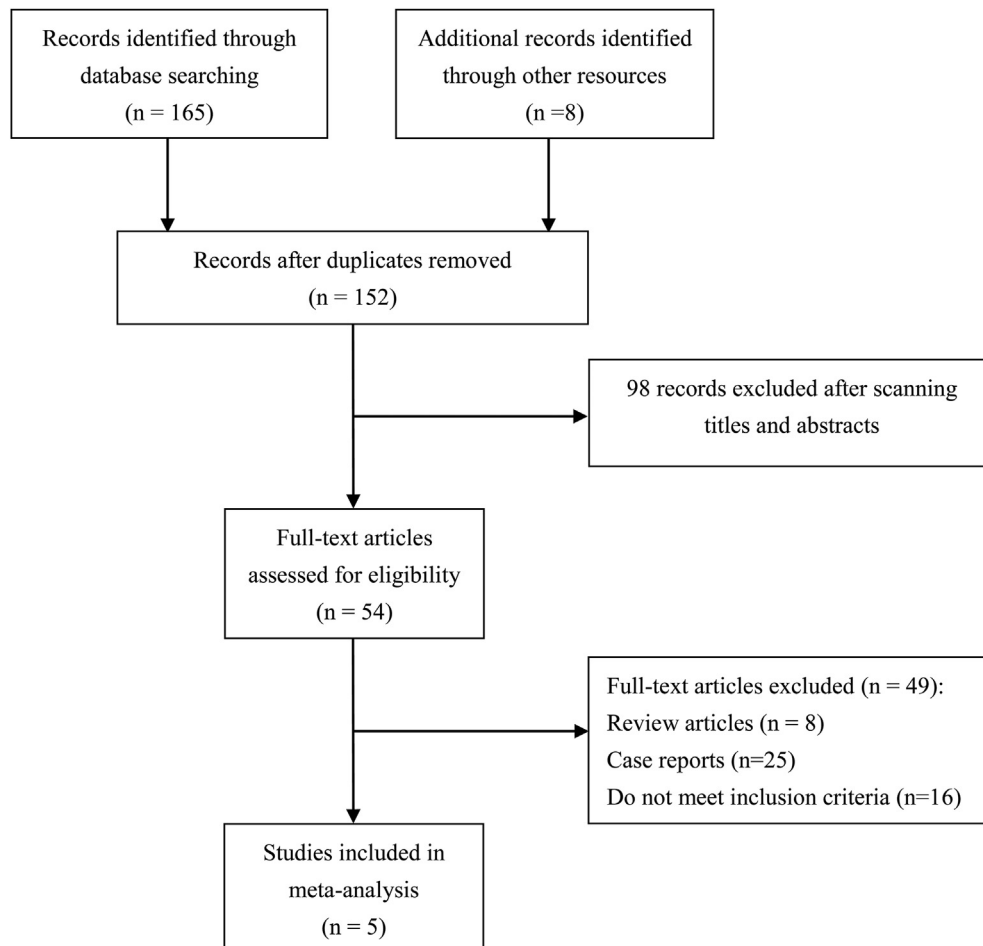 Records identified through
database searching
(n = 165)
Additional records identified
through other resources
(n =8)
Records after duplicates removed
(n = 152)
98 records excluded after scanning
titles and abstracts
Full-text articles
assessed for eligibility
(n = 54)
Full-text articles excluded (n = 49):
Review articles (n = 8)
Case reports (n=25)
Do not meet inclusion criteria (n=16)
Studies included in
meta-analysis
(n = 5)